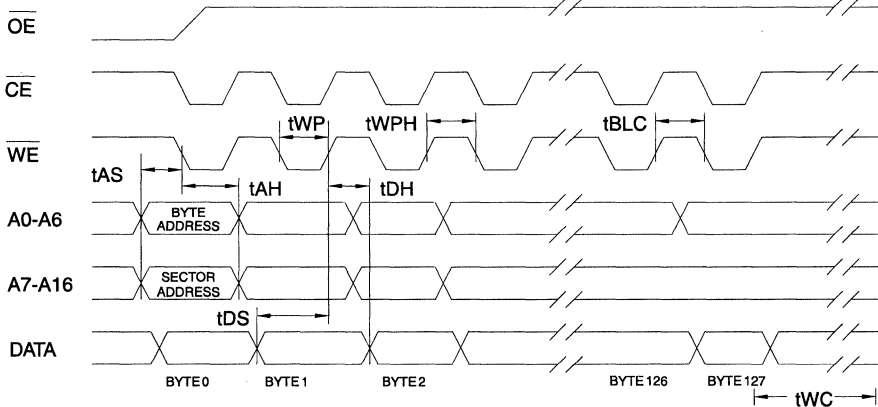 OE
CE
tWP
tWPH
tBLC
WE
tAS
tAH
tDH
A0-A6
BYTE
ADDRESS
A7-A16
SECTOR
ADDRESS
tDS
DATA
BYTE 0
BYTE 1
BYTE 2
BYTE 126
BYTE 127
tWC